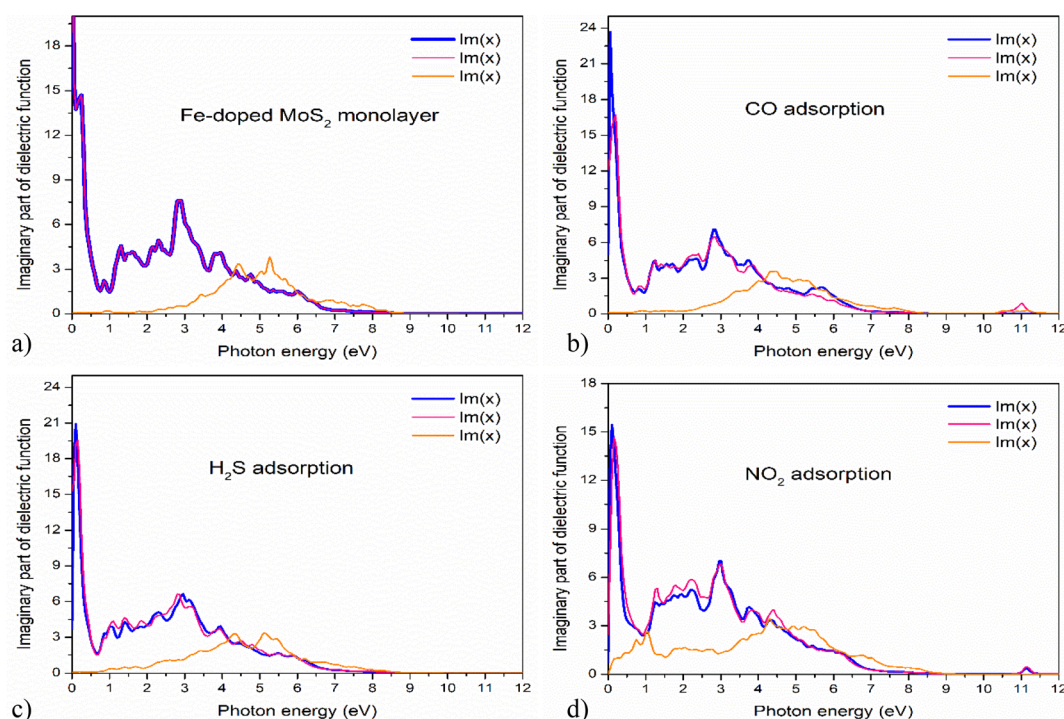 Imaginary part of dielectric function
18
15
12
9
6
3
0
Im(x)
Im(x)
Im(x)
Fe-doped MoS₂ monolayer
0 1 2 3 4 5 6 7 8 9 10 11 12
Photon energy (eV)
a)
Imaginary part of dielectric function
24
21
18
15
12
9
6
3
0
Im(x)
Im(x)
Im(x)
CO adsorption
0 1 2 3 4 5 6 7 8 9 10 11 12
Photon energy (eV)
b)
Imaginary part of dielectric function
24
21
18
15
12
9
6
3
0
Im(x)
Im(x)
Im(x)
H₂S adsorption
0 1 2 3 4 5 6 7 8 9 10 11 12
Photon energy (eV)
c)
Imaginary part of dielectric function
18
15
12
9
6
3
0
Im(x)
Im(x)
Im(x)
NO₂ adsorption
0 1 2 3 4 5 6 7 8 9 10 11 12
Photon energy (eV)
d)